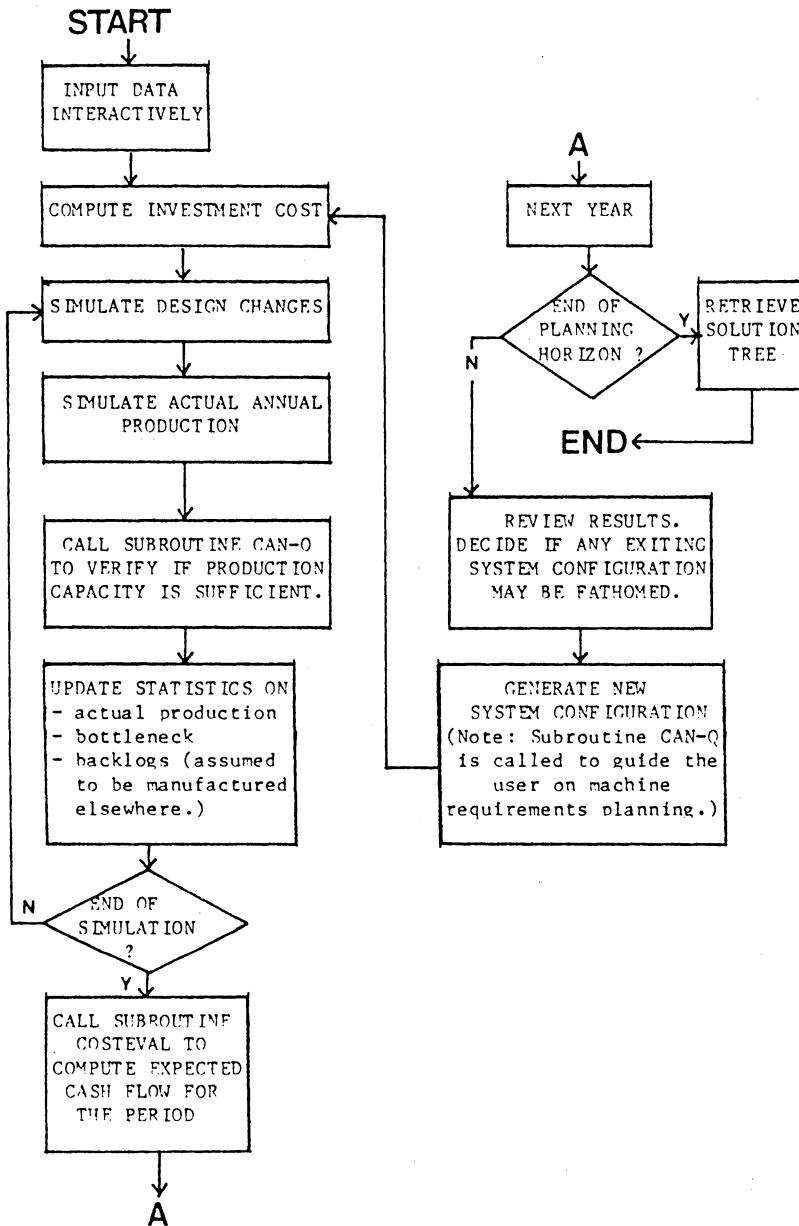 START
INPUT DATA
INTERACTIVELY
COMPUTE INVESTMENT COST
SIMULATE DESIGN CHANGES
SIMULATE ACTUAL ANNUAL
PRODUCTION
CALL SUBROUTINE CAN-Q
TO VERIFY IF PRODUCTION
CAPACITY IS SUFFICIENT.
UPDATE STATISTICS ON
- actual production
- bottleneck
- backlogs (assumed
to be manufactured
elsewhere.)
END OF
SIMULATION
?
N
Y
CALL SUBROUTINE
COSTEVAL TO
COMPUTE EXPECTED
CASH FLOW FOR
THE PERIOD
A
A
NEXT YEAR
END OF
PLANNING
HORIZON ?
Y
N
RETRIEVE
SOLUTION
TREE
END
REVIEW RESULTS.
DECIDE IF ANY EXITING
SYSTEM CONFIGURATION
MAY BE FATHOMED.
GENERATE NEW
SYSTEM CONFIGURATION
(Note: Subroutine CAN-Q
is called to guide the
user on machine
requirements planning.)